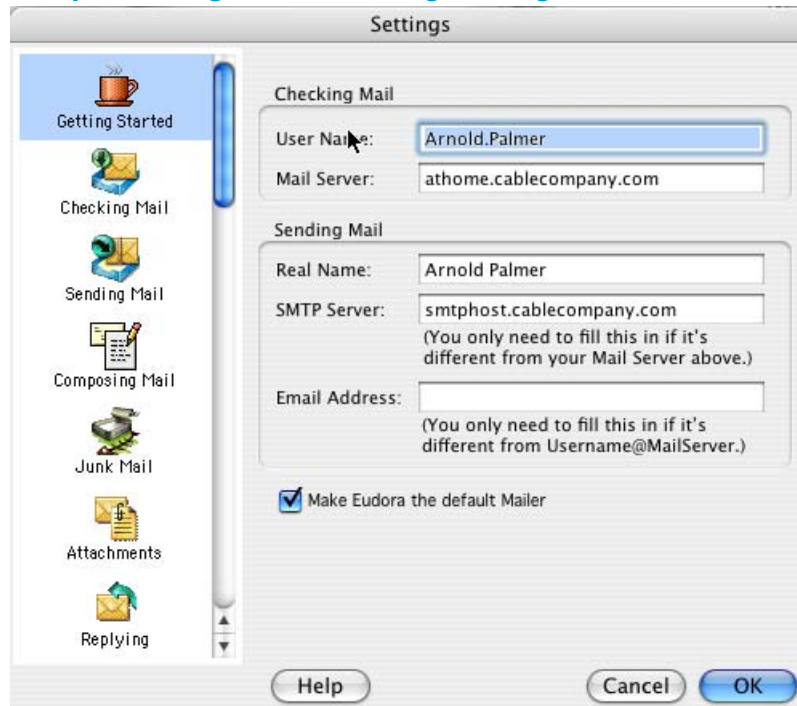 Settings
Getting Started
Checking Mail
Sending Mail
Composing Mail
Junk Mail
Attachments
Replying
Checking Mail
User Name: Arnold.Palmer
Mail Server: athome.cablecompany.com
Sending Mail
Real Name: Arnold Palmer
SMTP Server: smtphost.cablecompany.com
(You only need to fill this in if it's
different from your Mail Server above.)
Email Address:
(You only need to fill this in if it's
different from Username@MailServer.)
Make Eudora the default Mailer
Help
Cancel
OK